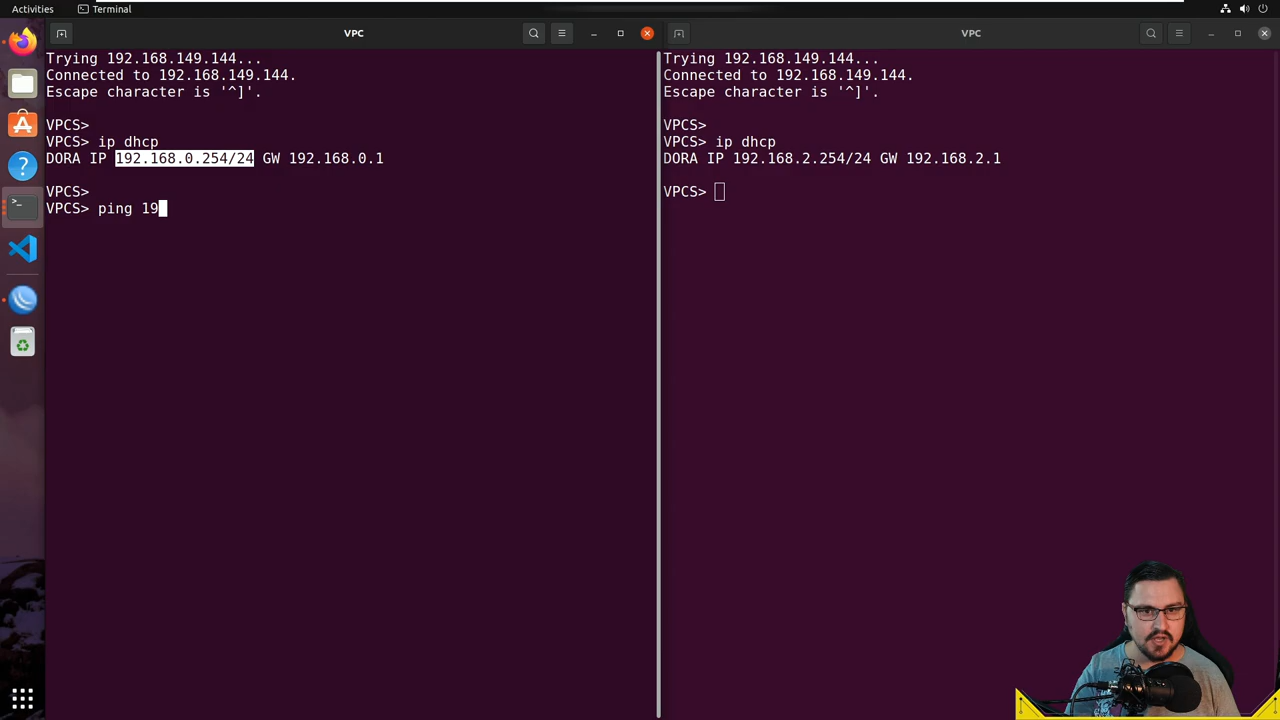 Activities
Terminal
VPC
Trying 192.168.149.144...
Connected to 192.168.149.144.
Escape character is '^]'.
VPCS>
VPCS> ip dhcp
DORA IP 192.168.0.254/24 GW 192.168.0.1
VPCS>
VPCS> ping 19
VPC
Trying 192.168.149.144...
Connected to 192.168.149.144.
Escape character is '^]'.
VPCS>
VPCS> ip dhcp
DORA IP 192.168.2.254/24 GW 192.168.2.1
VPCS>